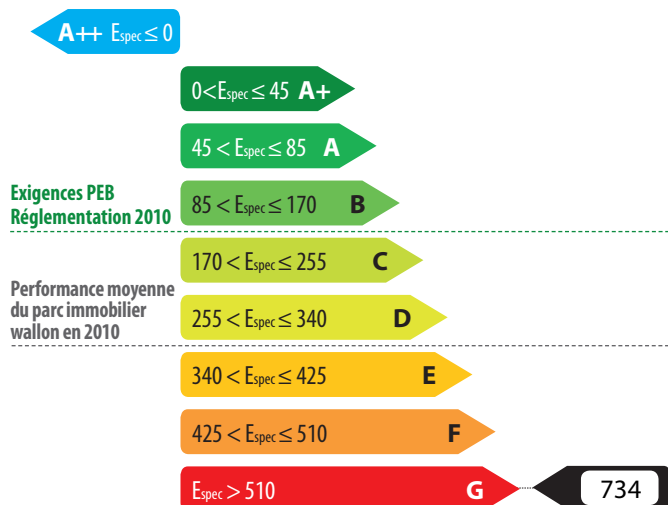 A++ Espec ≤ 0
0<Espec ≤ 45 A+
45 < Espec ≤ 85 A
Exigences PEB
Réglementation 2010
85 < Espec ≤ 170 B
170 < Espec ≤ 255 C
Performance moyenne
du parc immobilier
wallon en 2010
255 < Espec ≤ 340 D
340 < Espec ≤ 425 E
425 < Espec ≤ 510 F
Espec > 510 G 734